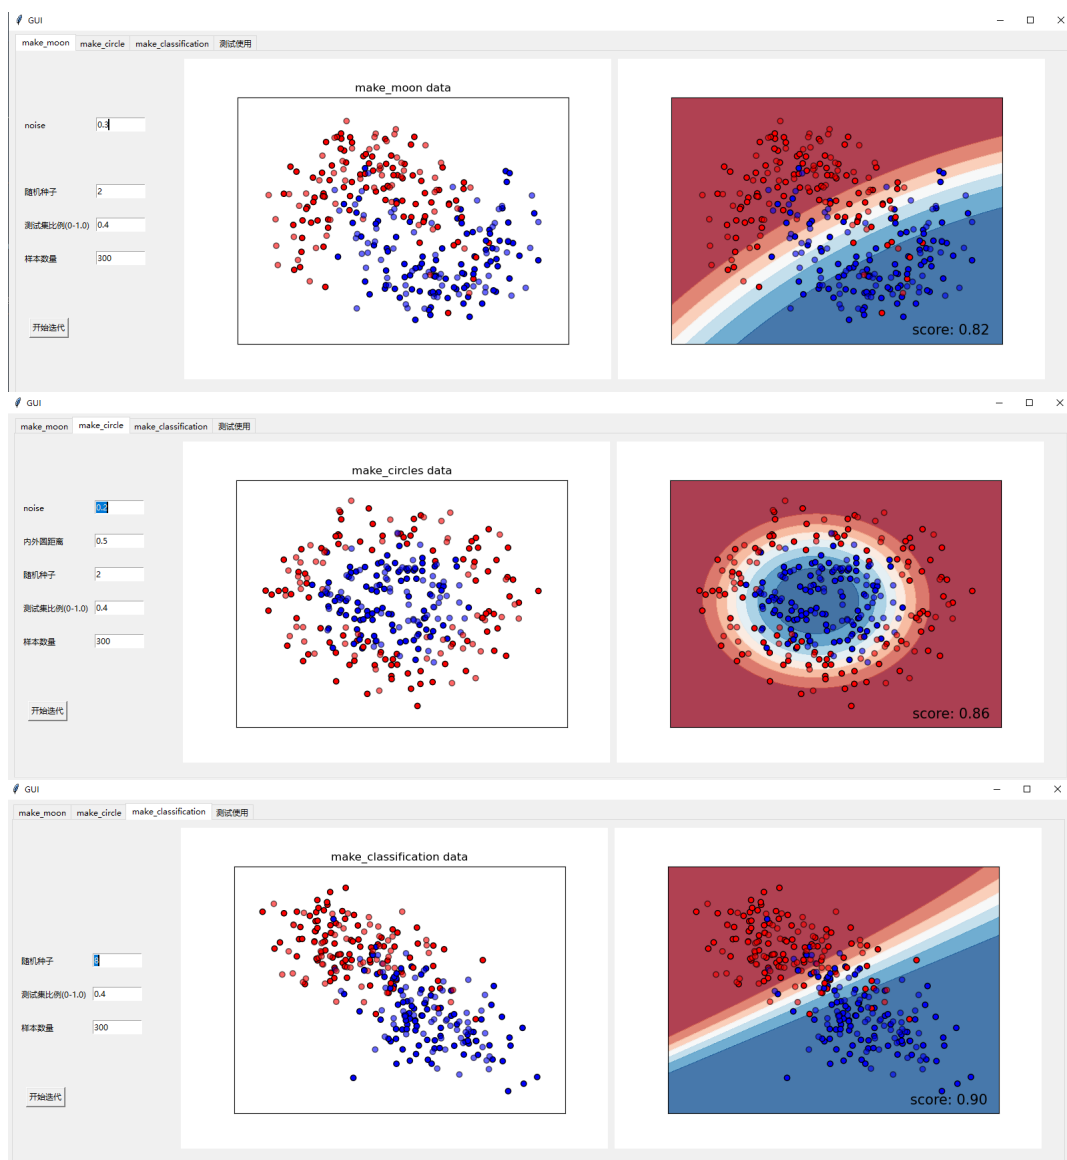 GUI
make_moon make_circle make_classification 测试使用
make_moon data
noise 0.3
随机种子 2
测试集比例(0-1.0) 0.4
样本数量 300
开始迭代
score: 0.82
GUI
make_moon make_circle make_classification 测试使用
make_circles data
noise 0.2
内外圆距离 0.5
随机种子 2
测试集比例(0-1.0) 0.4
样本数量 300
开始迭代
score: 0.86
GUI
make_moon make_circle make_classification 测试使用
make_classification data
随机种子 8
测试集比例(0-1.0) 0.4
样本数量 300
开始迭代
score: 0.90